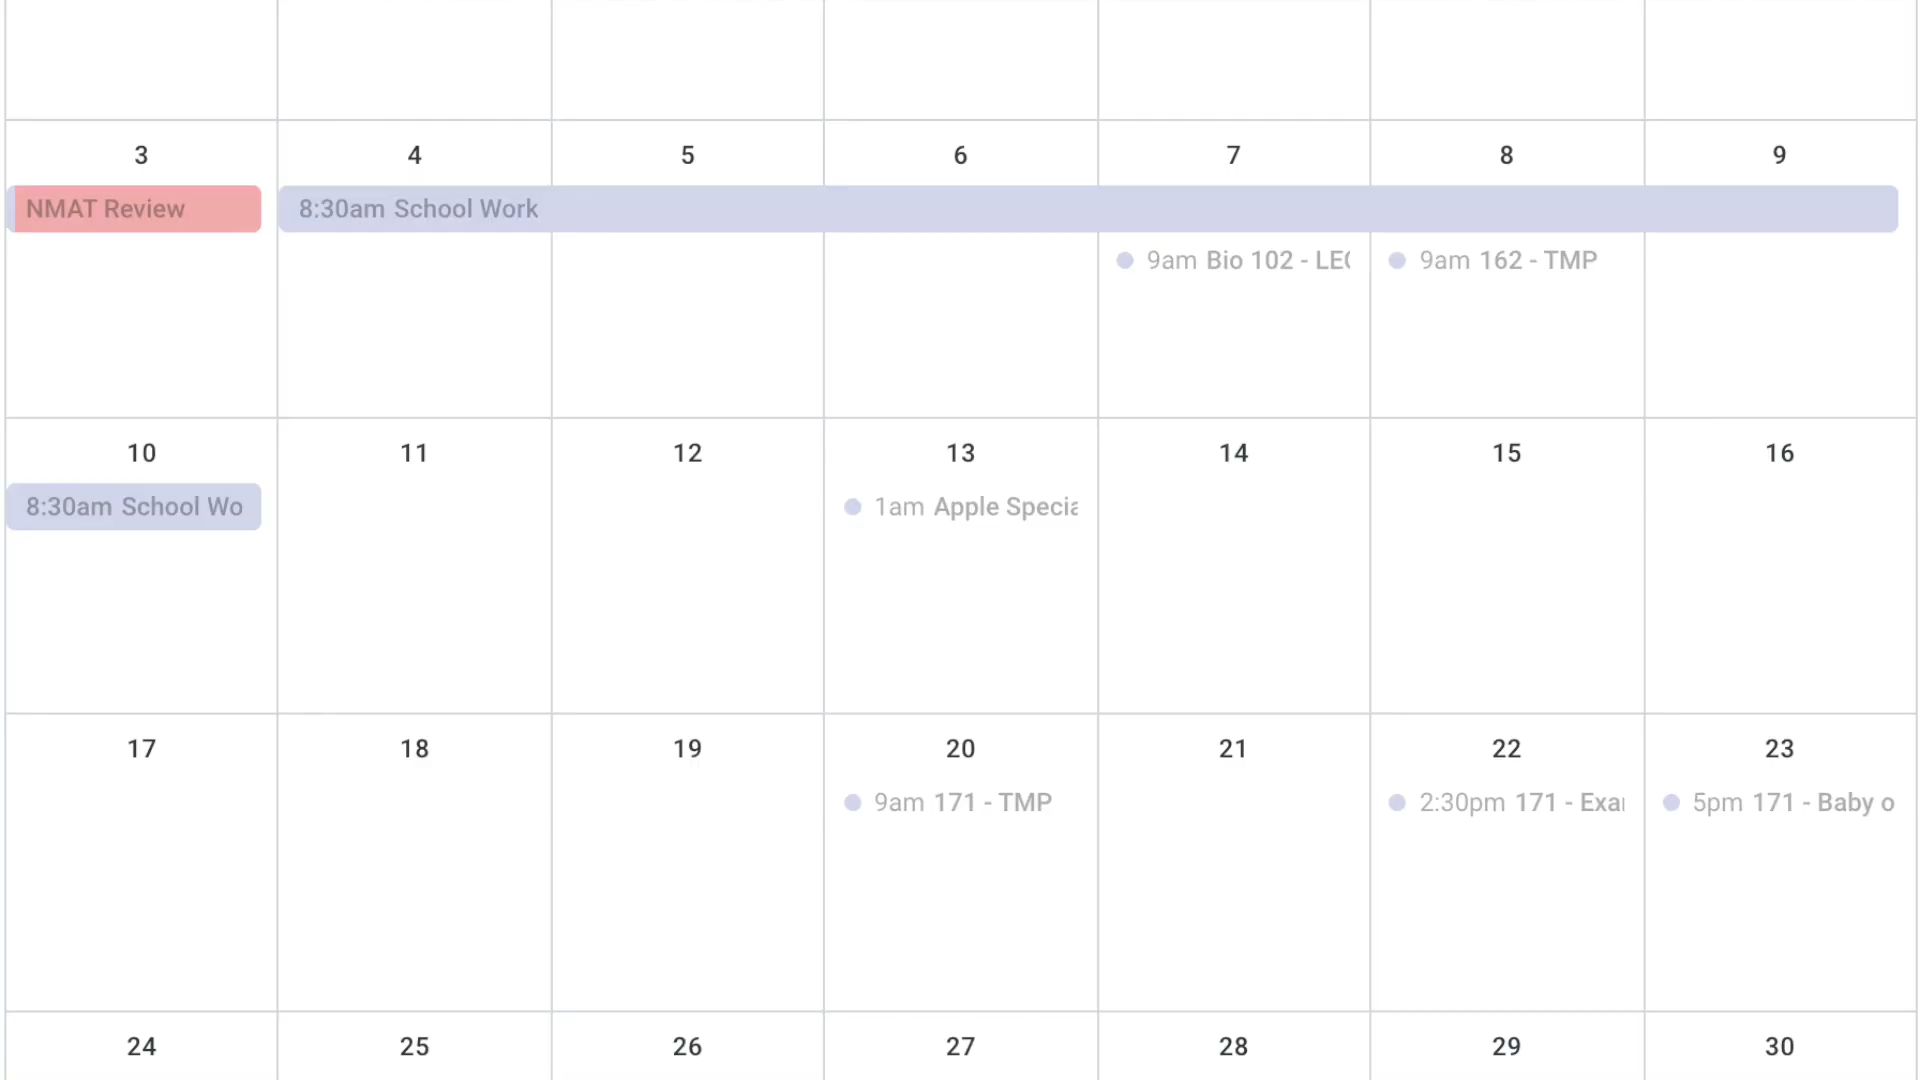 3 4 5 6 7 8 9
NMAT Review 8:30am School Work
9am Bio 102 - LEC 9am 162 - TMP
10 11 12 13 14 15 16
8:30am School Wo 1am Apple Specia
17 18 19 20 21 22 23
9am 171 - TMP 2:30pm 171 - Exa 5pm 171 - Baby o
24 25 26 27 28 29 30